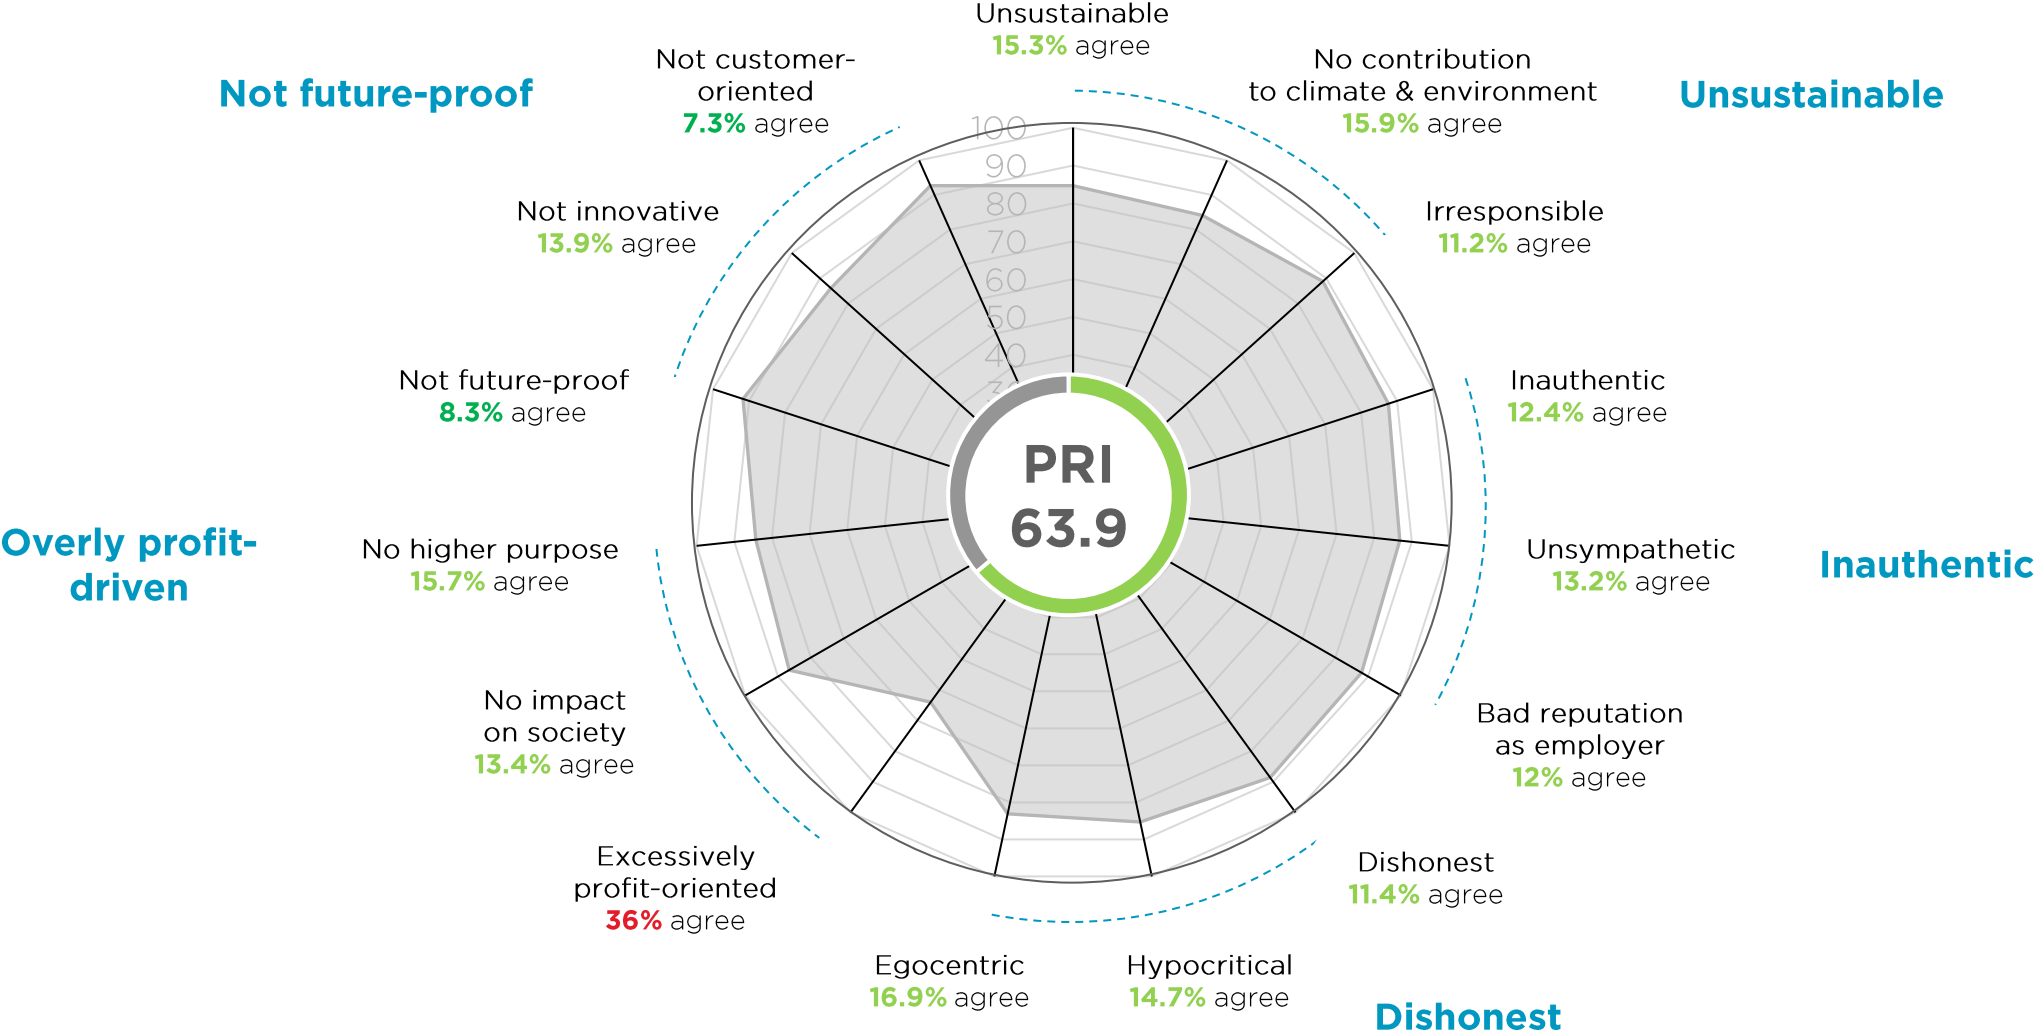 Unsustainable
15.3% agree
Not customer-
oriented
7.3% agree
No contribution
to climate & environment
15.9% agree
Not future-proof
Unsustainable
Not innovative
13.9% agree
Irresponsible
11.2% agree
Not future-proof
8.3% agree
Inauthentic
12.4% agree
100
90
80
70
60
50
40
PRI
63.9
Overly profit-
driven
No higher purpose
15.7% agree
Unsympathetic
13.2% agree
Inauthentic
No impact
on society
13.4% agree
Bad reputation
as employer
12% agree
Excessively
profit-oriented
36% agree
Dishonest
11.4% agree
Egocentric
16.9% agree
Hypocritical
14.7% agree
Dishonest